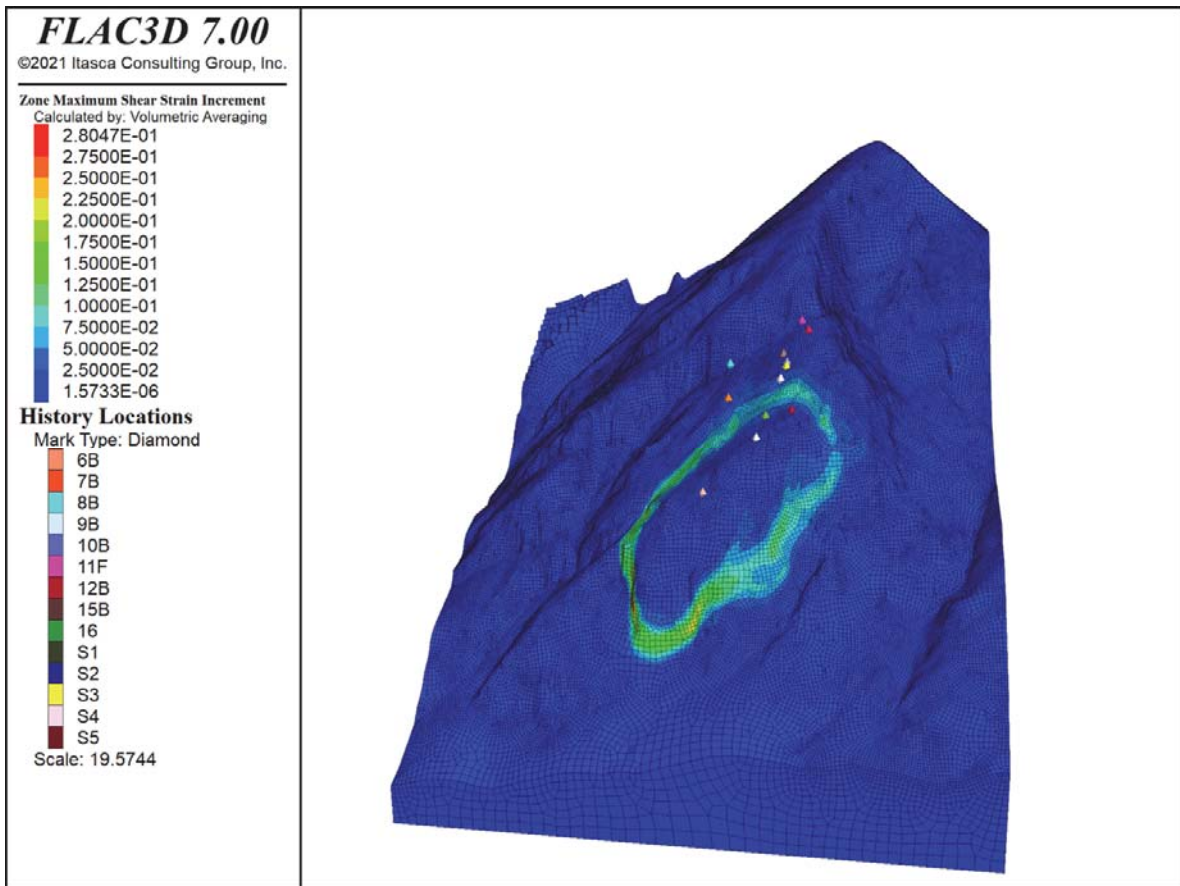 FLAC3D 7.00
©2021 Itasca Consulting Group, Inc.
Zone Maximum Shear Strain Increment
Calculated by: Volumetric Averaging
2.8047E-01
2.7500E-01
2.5000E-01
2.2500E-01
2.0000E-01
1.7500E-01
1.5000E-01
1.2500E-01
1.0000E-01
7.5000E-02
5.0000E-02
2.5000E-02
1.5733E-06
History Locations
Mark Type: Diamond
6B
7B
8B
9B
10B
11F
12B
15B
16
S1
S2
S3
S4
S5
Scale: 19.5744